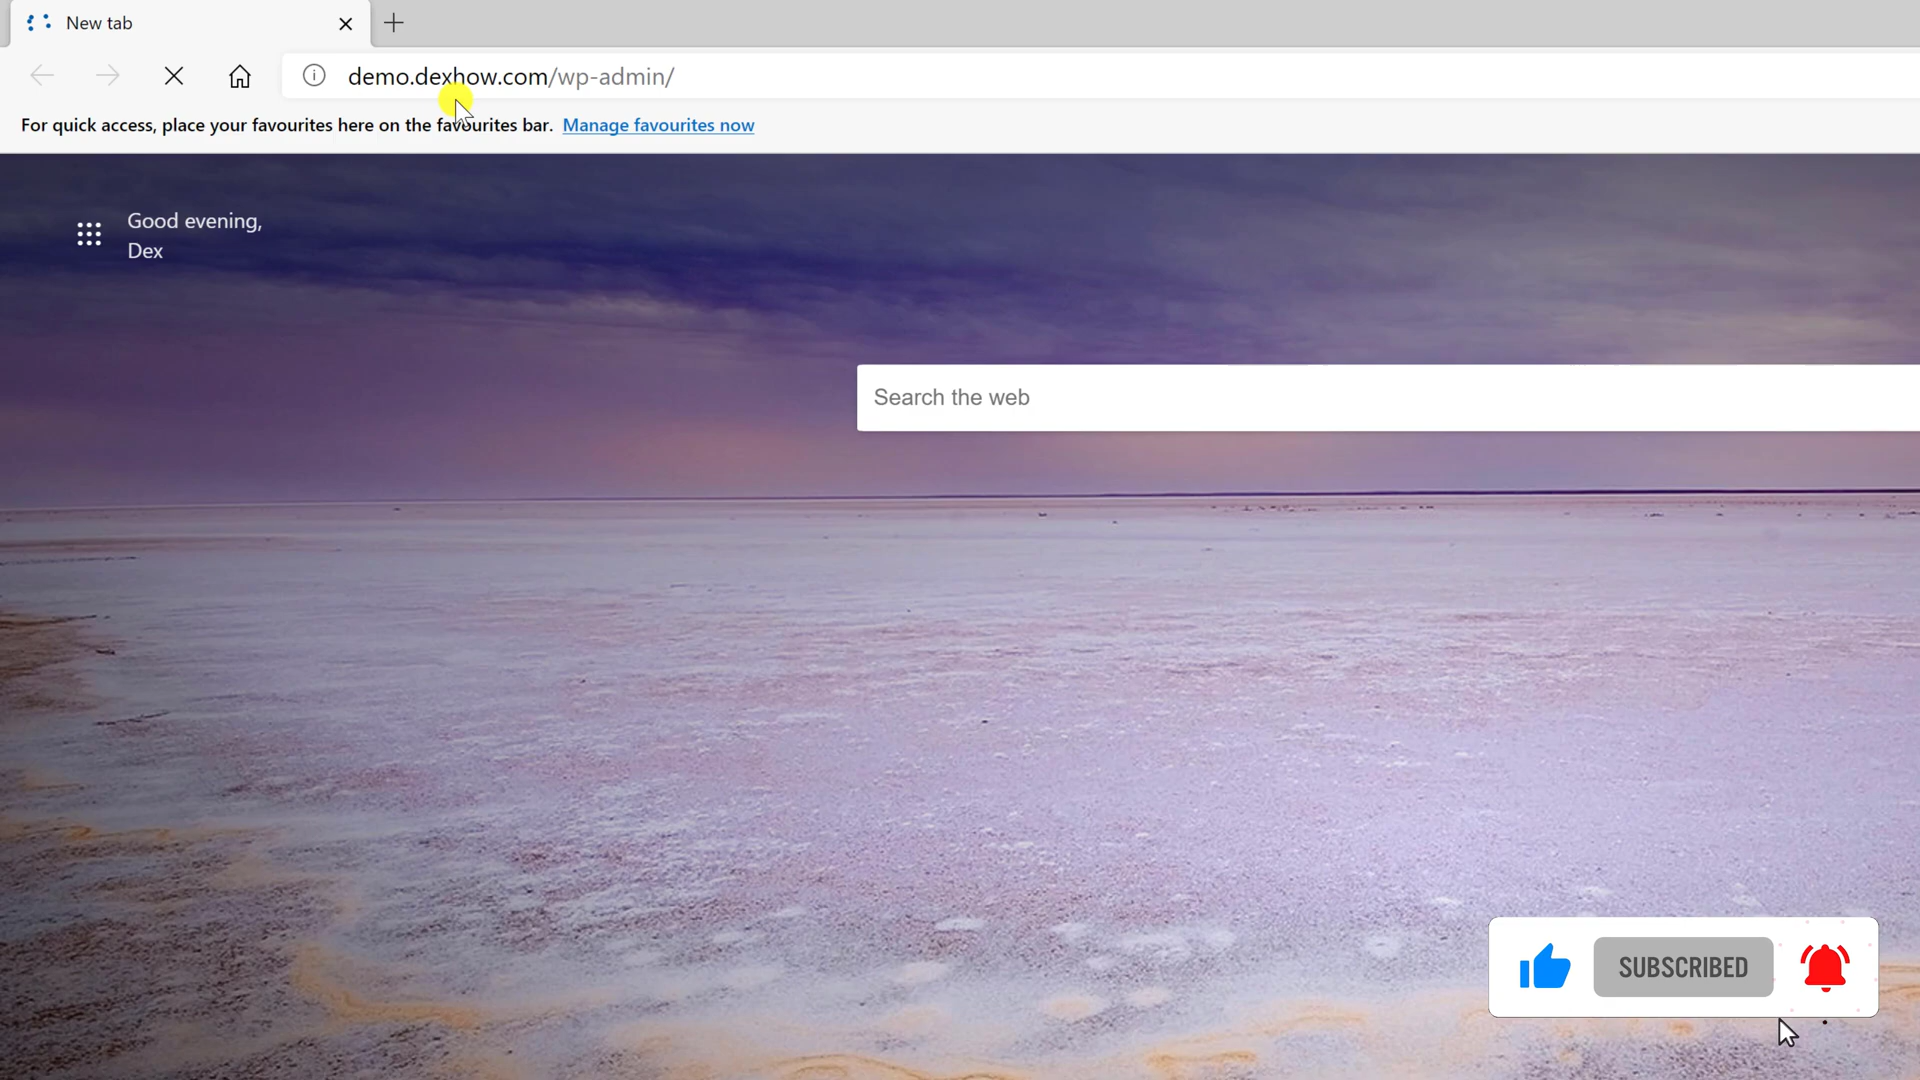 New tab
demo.dexhow.com/wp-admin/
For quick access, place your favourites here on the favourites bar. Manage favourites now
Good evening,
Dex
Search the web
SUBSCRIBED